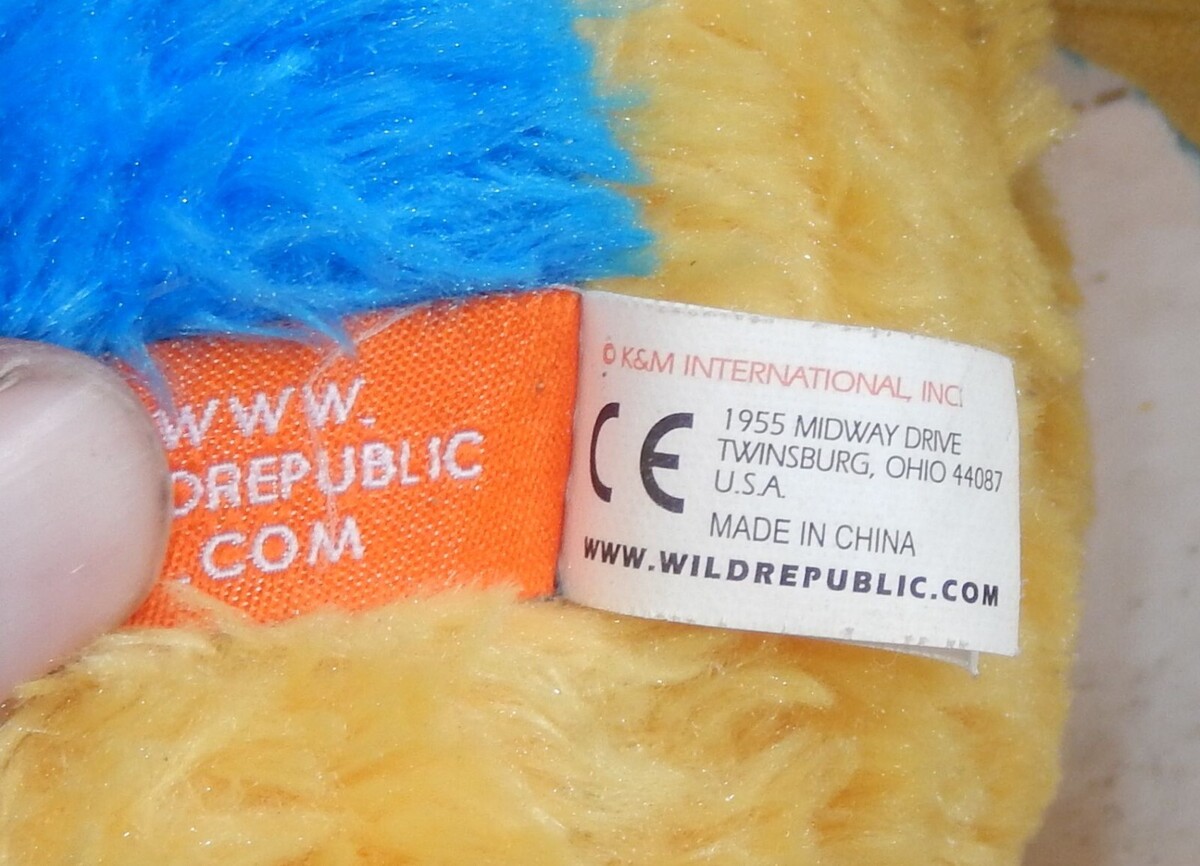 WWW.
DREPUBLIC
.COM
© K&M INTERNATIONAL, INC.
CE
1955 MIDWAY DRIVE
TWINSBURG, OHIO 44087
U.S.A.
MADE IN CHINA
WWW.WILDREPUBLIC.COM